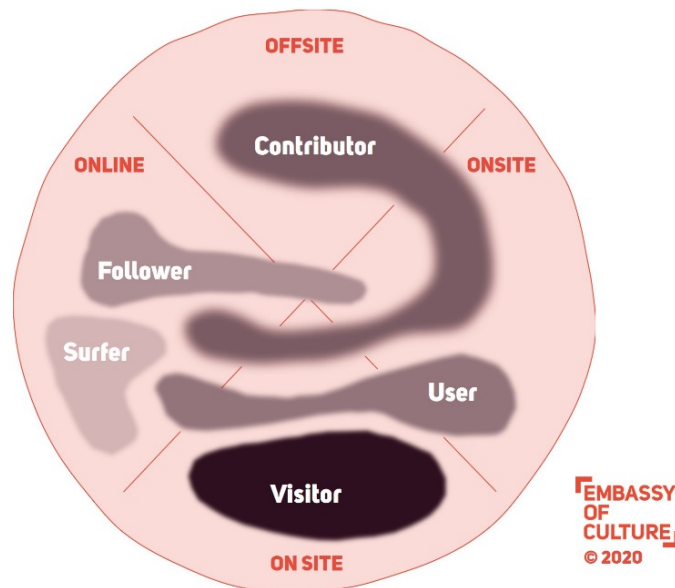 OFFSITE
Contributor
ONLINE
ONSITE
Follower
Surfer
User
Visitor
ON SITE
EMBASSY
OF
CULTURE
© 2020